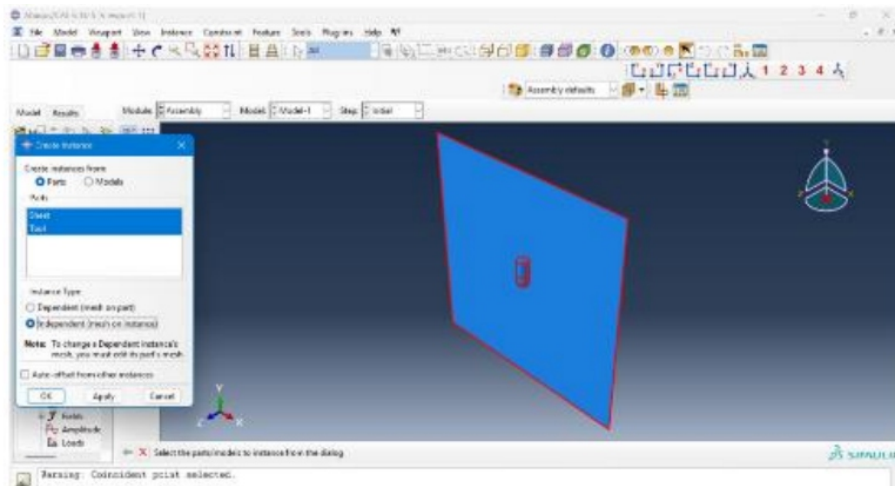 File Model Viewport View Instance Constraint Feature Tools Plug-ins Help
All
1 2 3 4
Assembly defaults
Model Results Module: Assembly Model: Model-1 Step: Initial
Create Instance
Create instances from:
Parts Models
Parts
Sheet
Tool
Instance Type
Dependent (mesh on part)
Independent (mesh on instance)
Note: To change a Dependent instance's
mesh, you must edit its part's mesh.
Auto-offset from other instances
OK Apply Cancel
Fields
Amplitude
Loads
Y
Z X
Select the parts/models to instance from the dialog
SIMULIA
Warning: Coincident point selected.